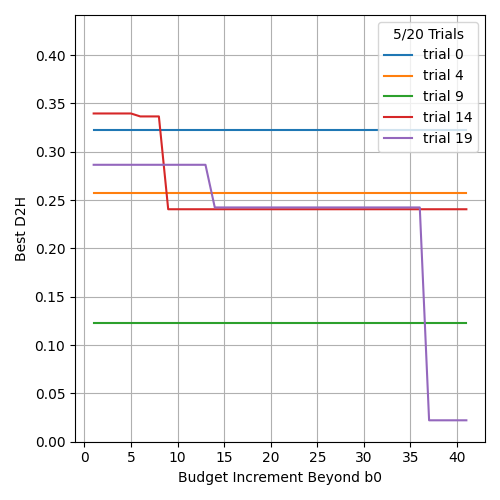 5/20 Trials
trial 0
trial 4
trial 9
trial 14
trial 19
Best D2H
0.40
0.35
0.30
0.25
0.20
0.15
0.10
0.05
0.00
0 5 10 15 20 25 30 35 40
Budget Increment Beyond b0